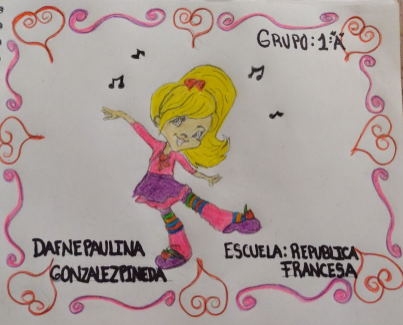 GRUPO: 1°A
DAFNE PAULINA
GONZALEZ PINEDA
ESCUELA: REPUBLICA
FRANCESA